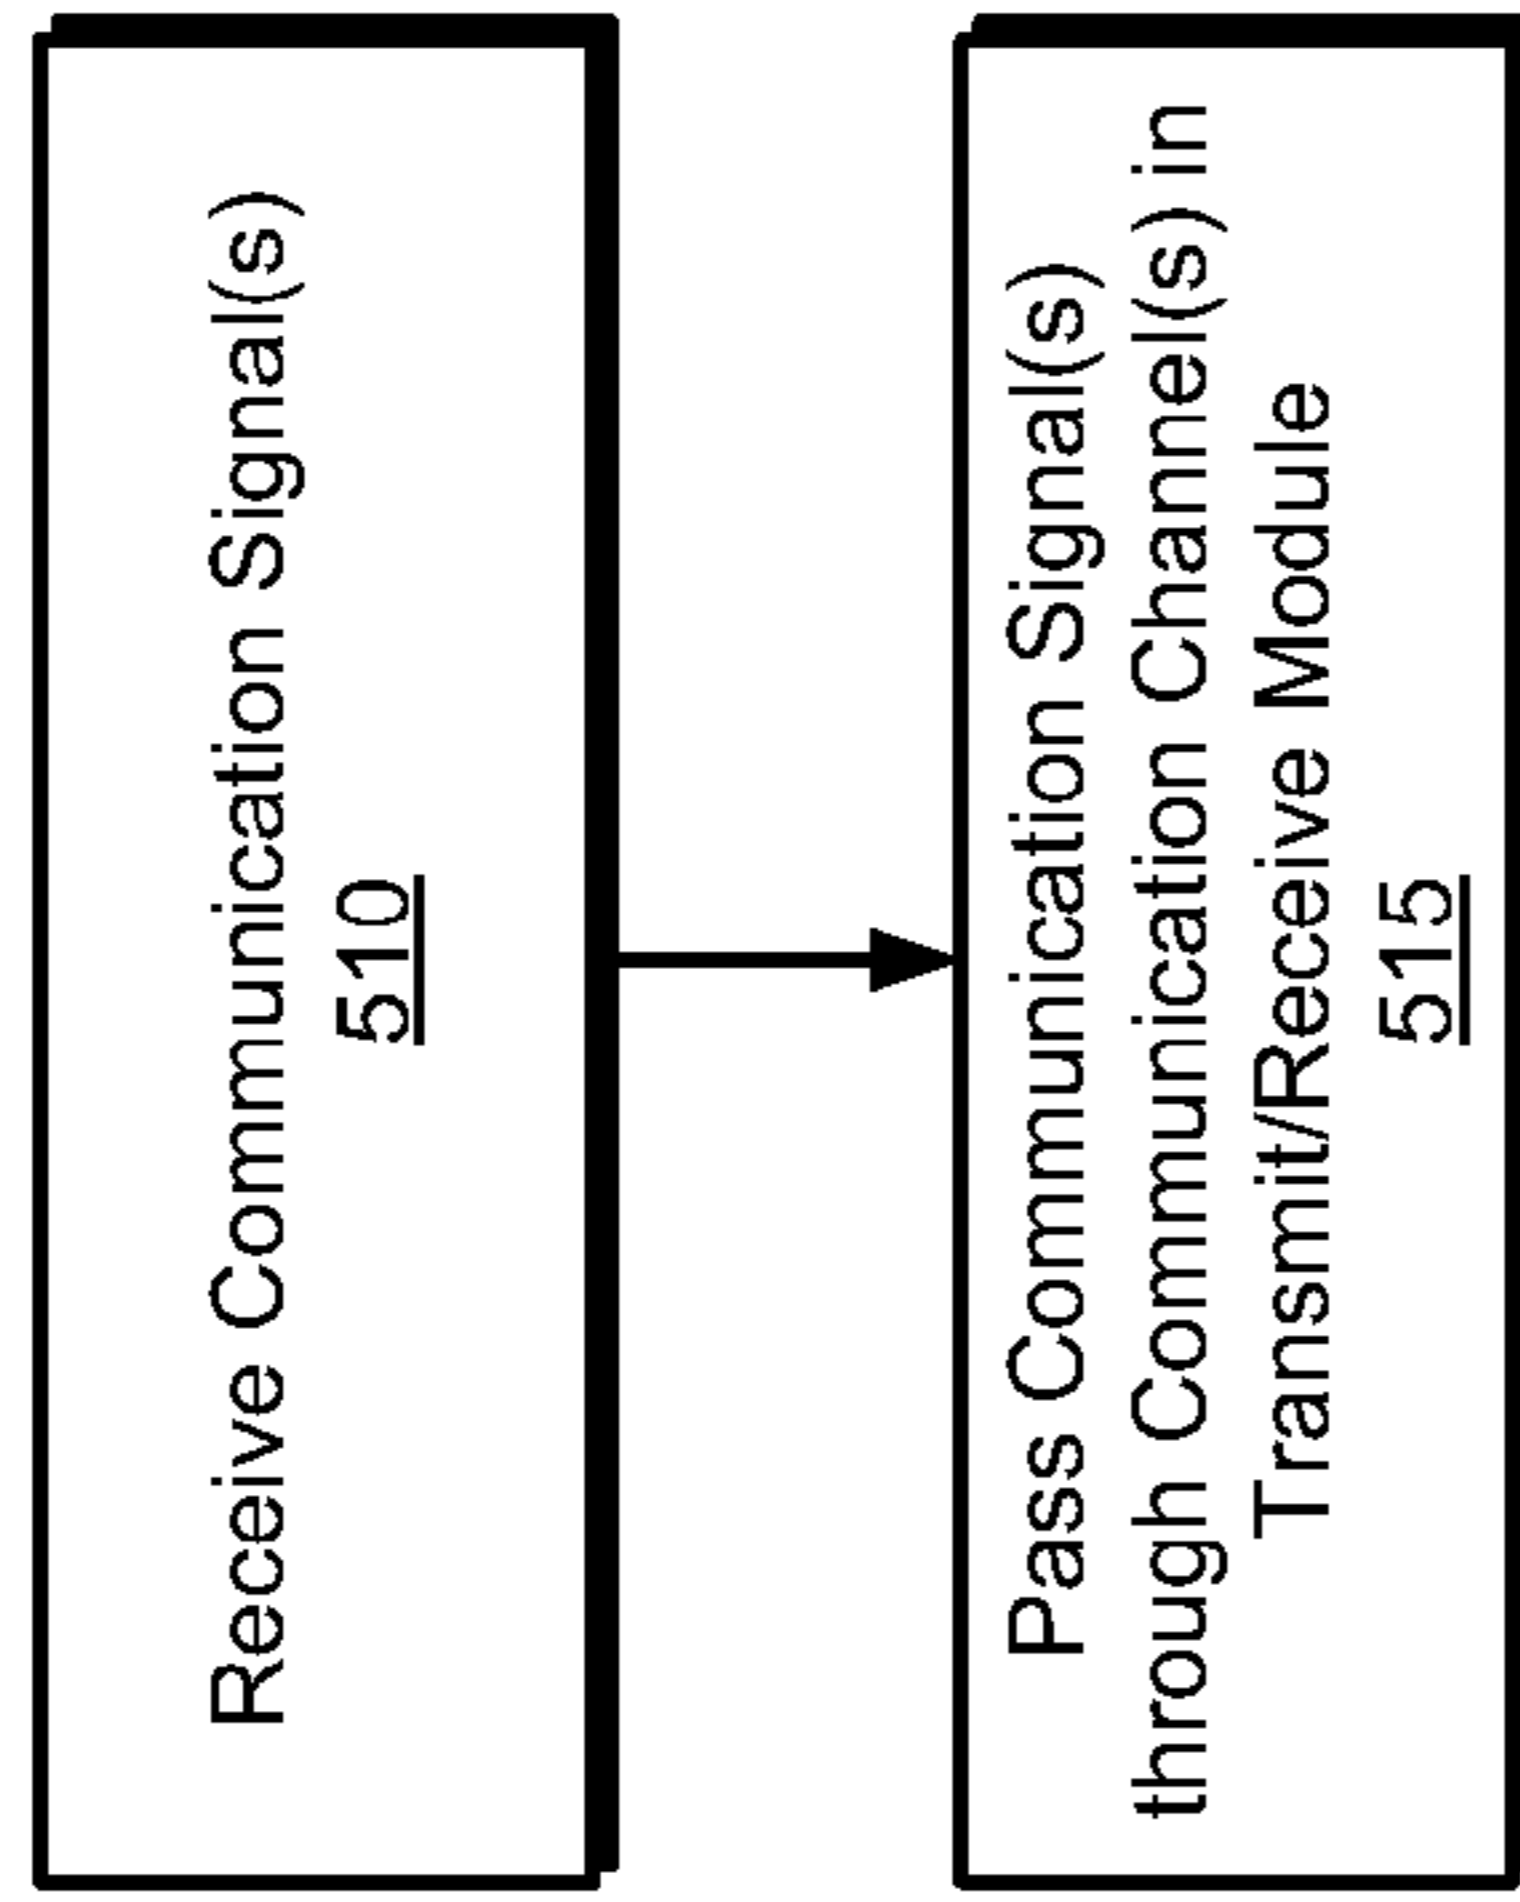 Receive Communication Signal(s)
510
Pass Communication Signal(s)
through Communication Channel(s) in
Transmit/Receive Module
515